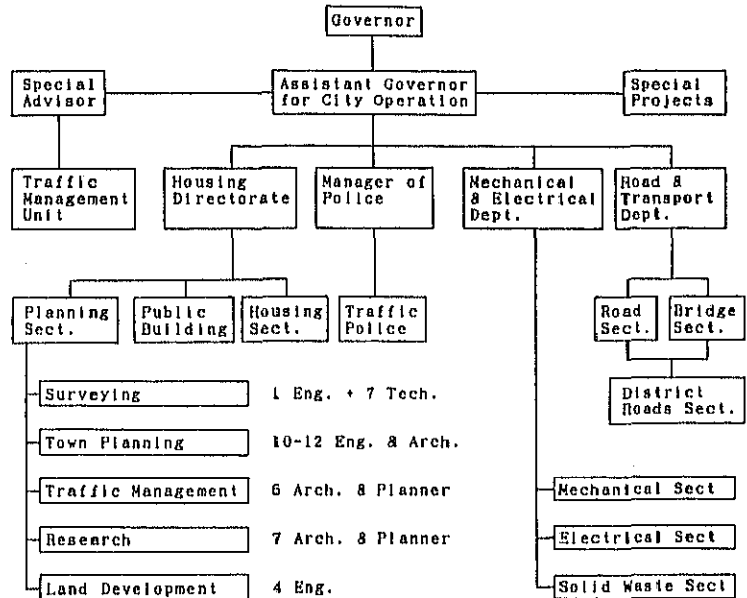 Governor
Special
Advisor
Assistant Governor
for City Operation
Special
Projects
Traffic
Management
Unit
Housing
Directorate
Manager of
Police
Mechanical
& Electrical
Dept.
Road &
Transport
Dept.
Planning
Sect.
Public
Building
Housing
Sect.
Traffic
Police
Road
Sect.
Bridge
Sect.
District
Roads Sect.
Surveying 1 Eng. + 7 Tech.
Town Planning 10-12 Eng. & Arch.
Traffic Management 6 Arch. & Planner
Research 7 Arch. & Planner
Land Development 4 Eng.
Mechanical Sect
Electrical Sect
Solid Waste Sect